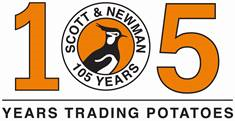 105
SCOTT & NEWMAN
105 YEARS
YEARS TRADING POTATOES